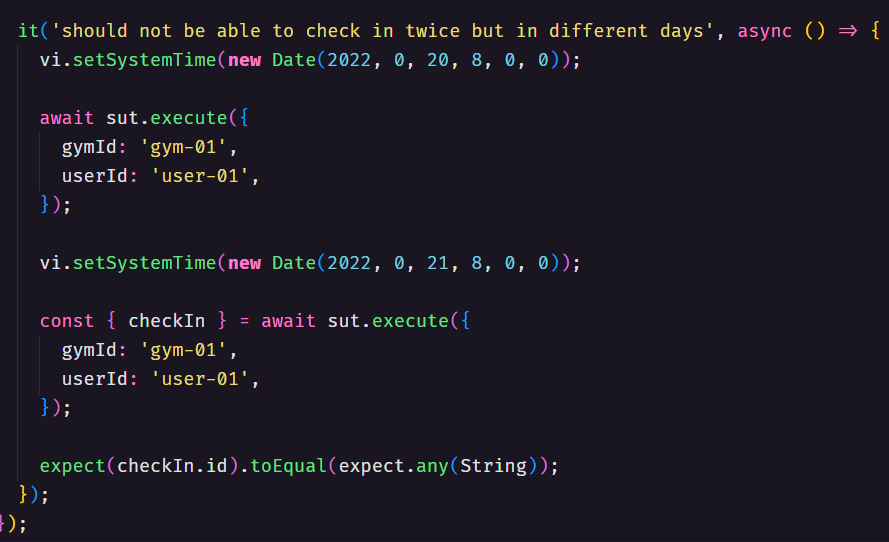 it('should not be able to check in twice but in different days', async () => {
vi.setSystemTime(new Date(2022, 0, 20, 8, 0, 0));
await sut.execute({
gymId: 'gym-01',
userId: 'user-01',
});
vi.setSystemTime(new Date(2022, 0, 21, 8, 0, 0));
const { checkIn } = await sut.execute({
gymId: 'gym-01',
userId: 'user-01',
});
expect(checkIn.id).toEqual(expect.any(String));
});
});